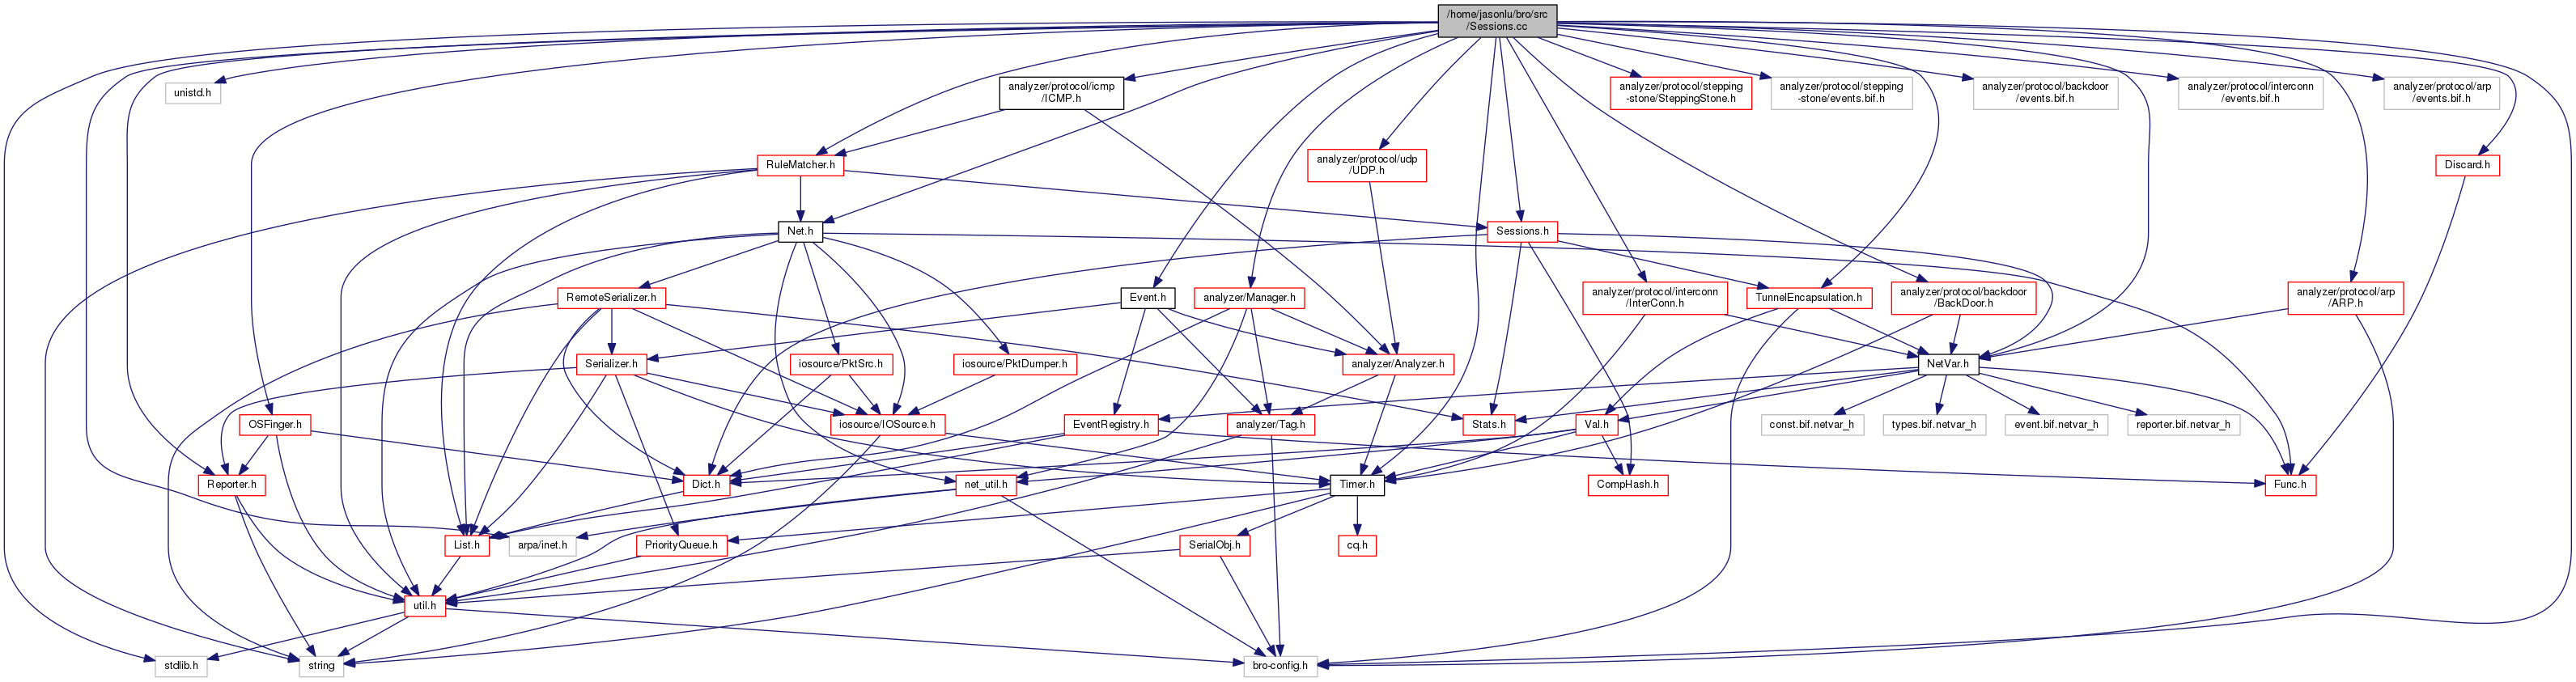 /home/jasonlu/bro/src
/Sessions.cc
unistd.h
analyzer/protocol/icmp
/ICMP.h
analyzer/protocol/stepping
-stone/SteppingStone.h
analyzer/protocol/stepping
-stone/events.bif.h
analyzer/protocol/backdoor
/events.bif.h
analyzer/protocol/interconn
/events.bif.h
analyzer/protocol/arp
/events.bif.h
RuleMatcher.h
analyzer/protocol/udp
/UDP.h
Discard.h
Net.h
Sessions.h
RemoteSerializer.h
Event.h
analyzer/Manager.h
analyzer/protocol/interconn
/InterConn.h
TunnelEncapsulation.h
analyzer/protocol/backdoor
/BackDoor.h
analyzer/protocol/arp
/ARP.h
Serializer.h
iosource/PktSrc.h
iosource/PktDumper.h
analyzer/Analyzer.h
NetVar.h
OSFinger.h
iosource/IOSource.h
EventRegistry.h
analyzer/Tag.h
Stats.h
Val.h
const.bif.netvar_h
types.bif.netvar_h
event.bif.netvar_h
reporter.bif.netvar_h
Reporter.h
Dict.h
net_util.h
Timer.h
CompHash.h
Func.h
List.h
arpa/inet.h
PriorityQueue.h
SerialObj.h
cq.h
util.h
stdlib.h
string
bro-config.h